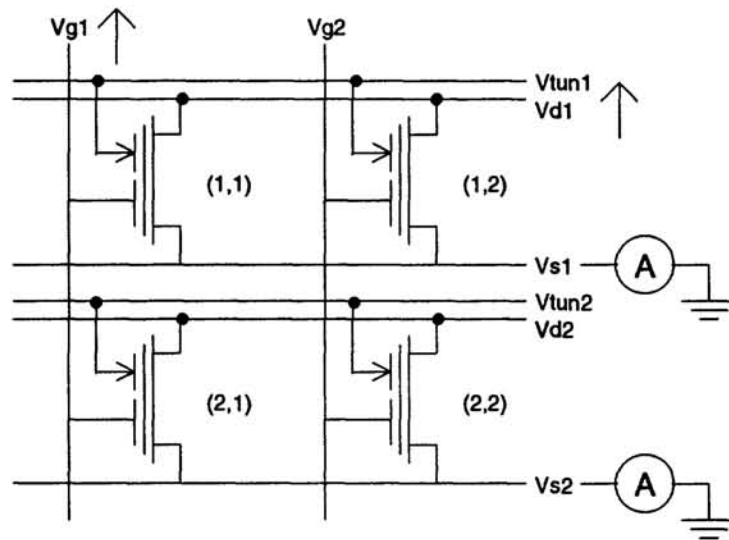 Vg1
Vg2
Vtun1
Vd1
(1,1)
(1,2)
Vs1
A
Vtun2
Vd2
(2,1)
(2,2)
Vs2
A